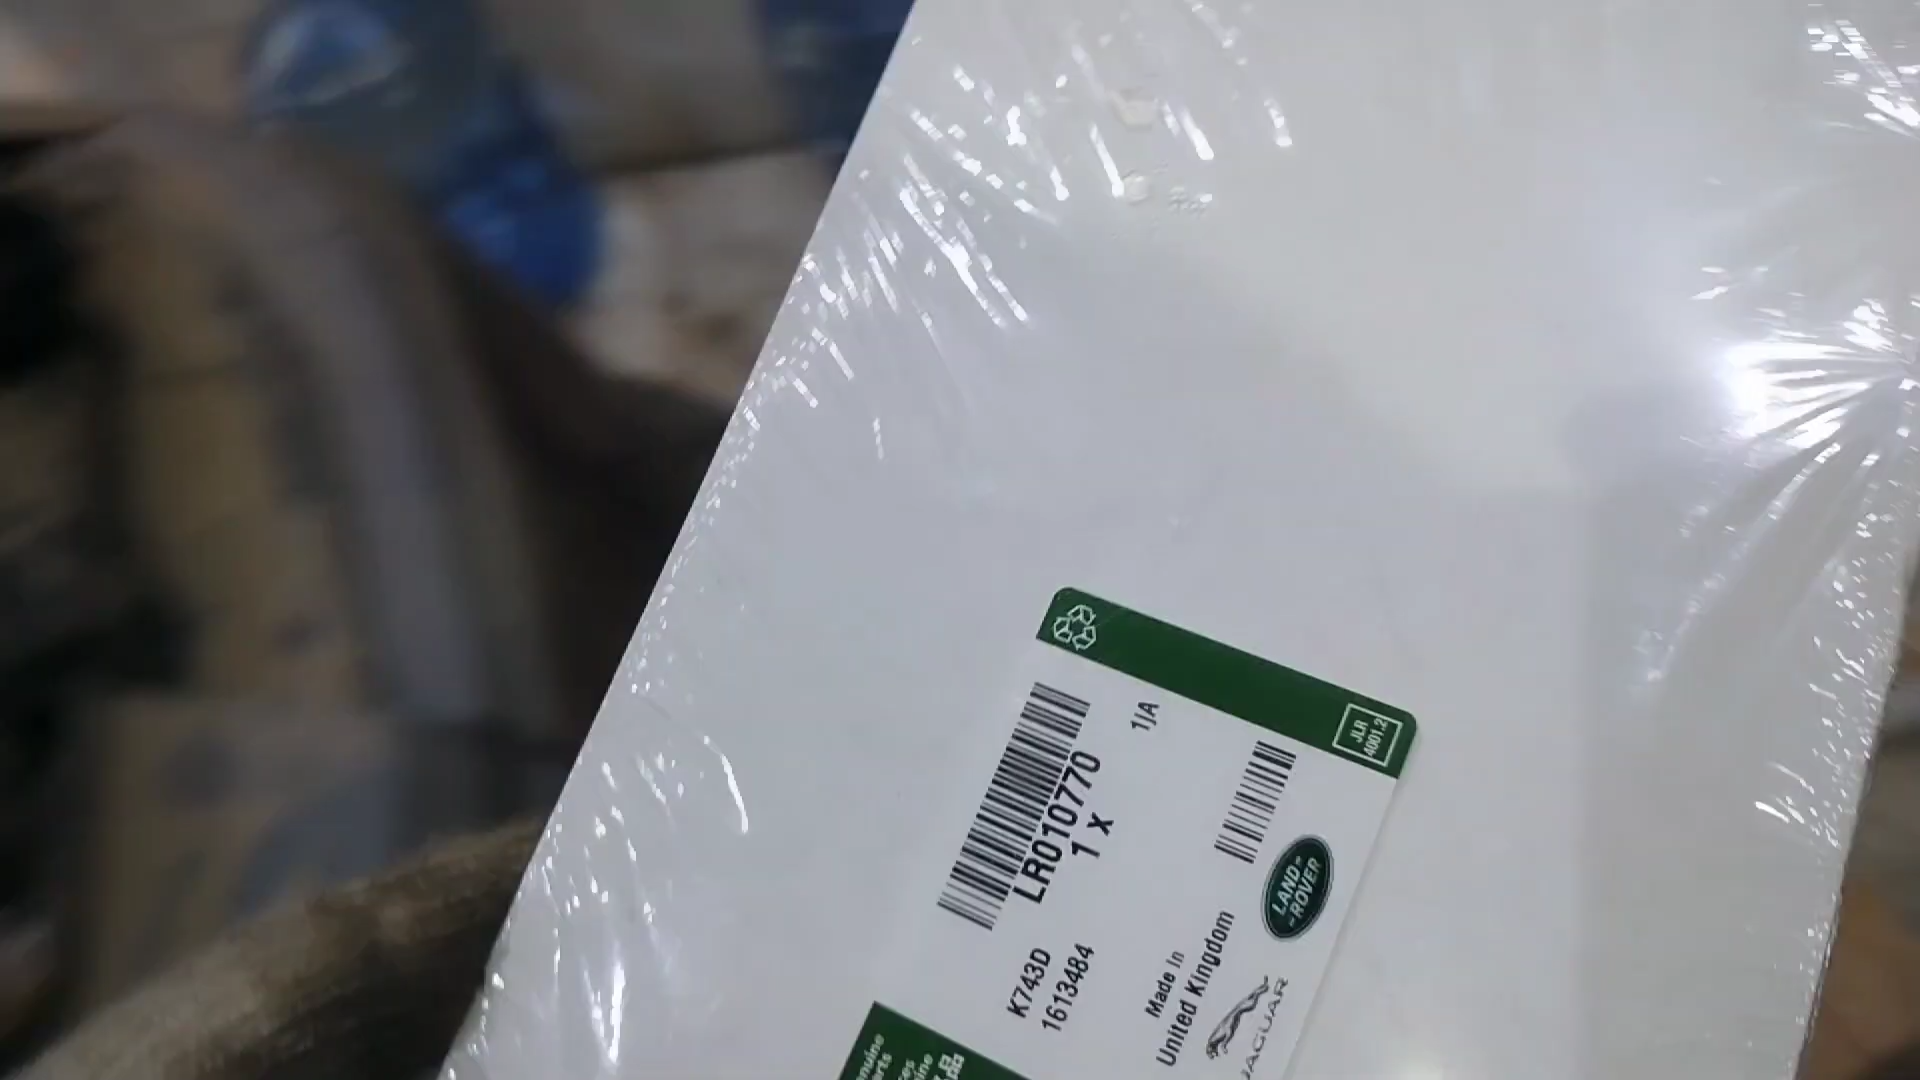 JLR
4001.2
1/A
LR010770
1 X
K743D
1613484
Made In
United Kingdom
LAND-
-ROVER
JAGUAR